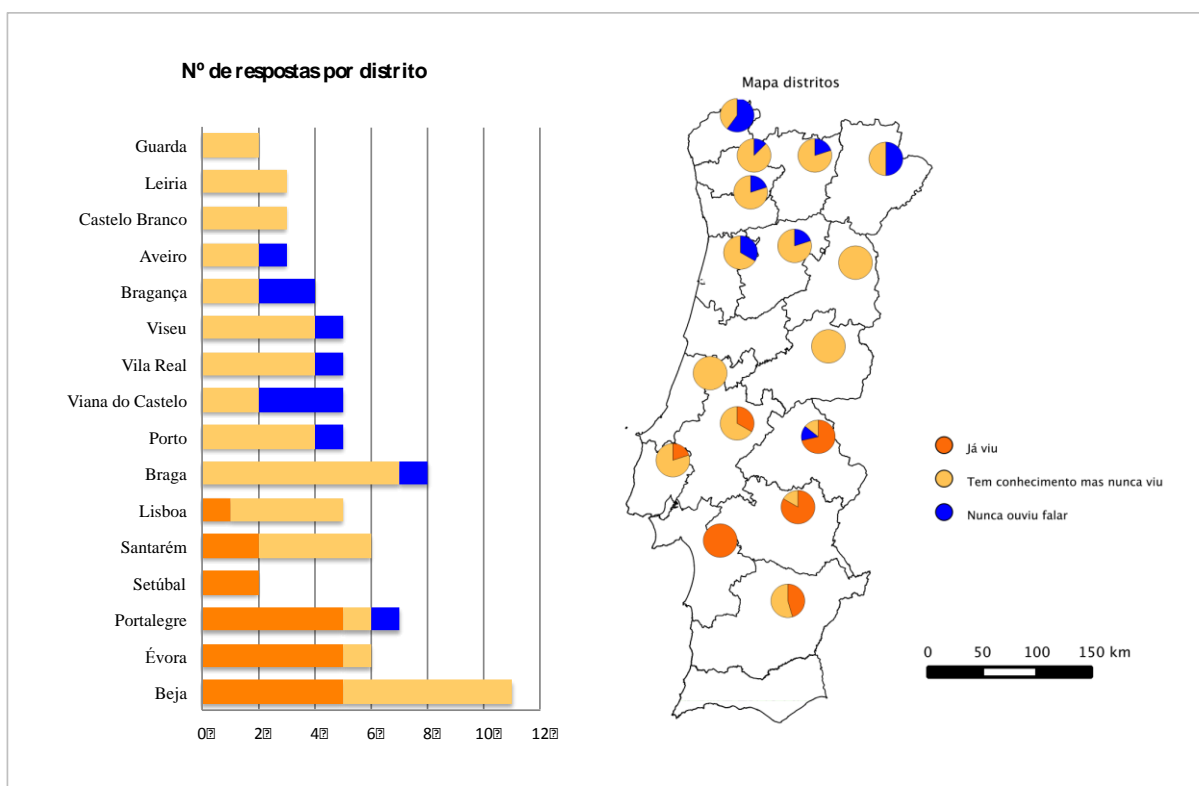 Nº de respostas por distrito
Guarda
Leiria
Castelo Branco
Aveiro
Bragança
Viseu
Vila Real
Viana do Castelo
Porto
Braga
Lisboa
Santarém
Setúbal
Portalegre
Évora
Beja
0 2 4 6 8 10 12
Mapa distritos
Já viu
Tem conhecimento mas nunca viu
Nunca ouviu falar
0 50 100 150 km